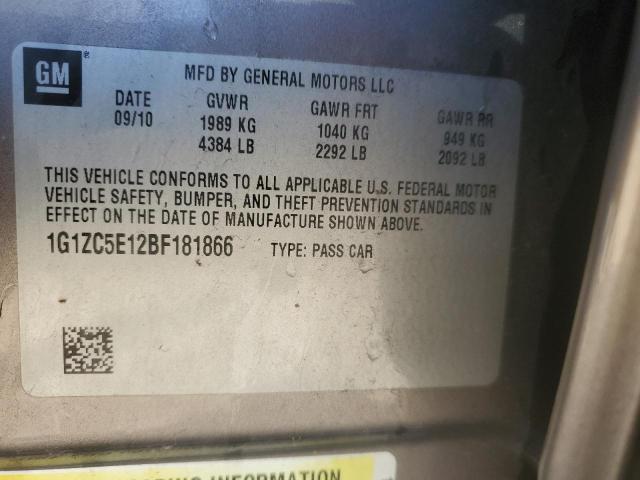 GM
MFD BY GENERAL MOTORS LLC
DATE GVWR GAWR FRT GAWR RR
09/10 1989 KG 1040 KG 949 KG
4384 LB 2292 LB 2092 LB
THIS VEHICLE CONFORMS TO ALL APPLICABLE U.S. FEDERAL MOTOR
VEHICLE SAFETY, BUMPER, AND THEFT PREVENTION STANDARDS IN
EFFECT ON THE DATE OF MANUFACTURE SHOWN ABOVE.
1G1ZC5E12BF181866 TYPE: PASS CAR
INFORMATION